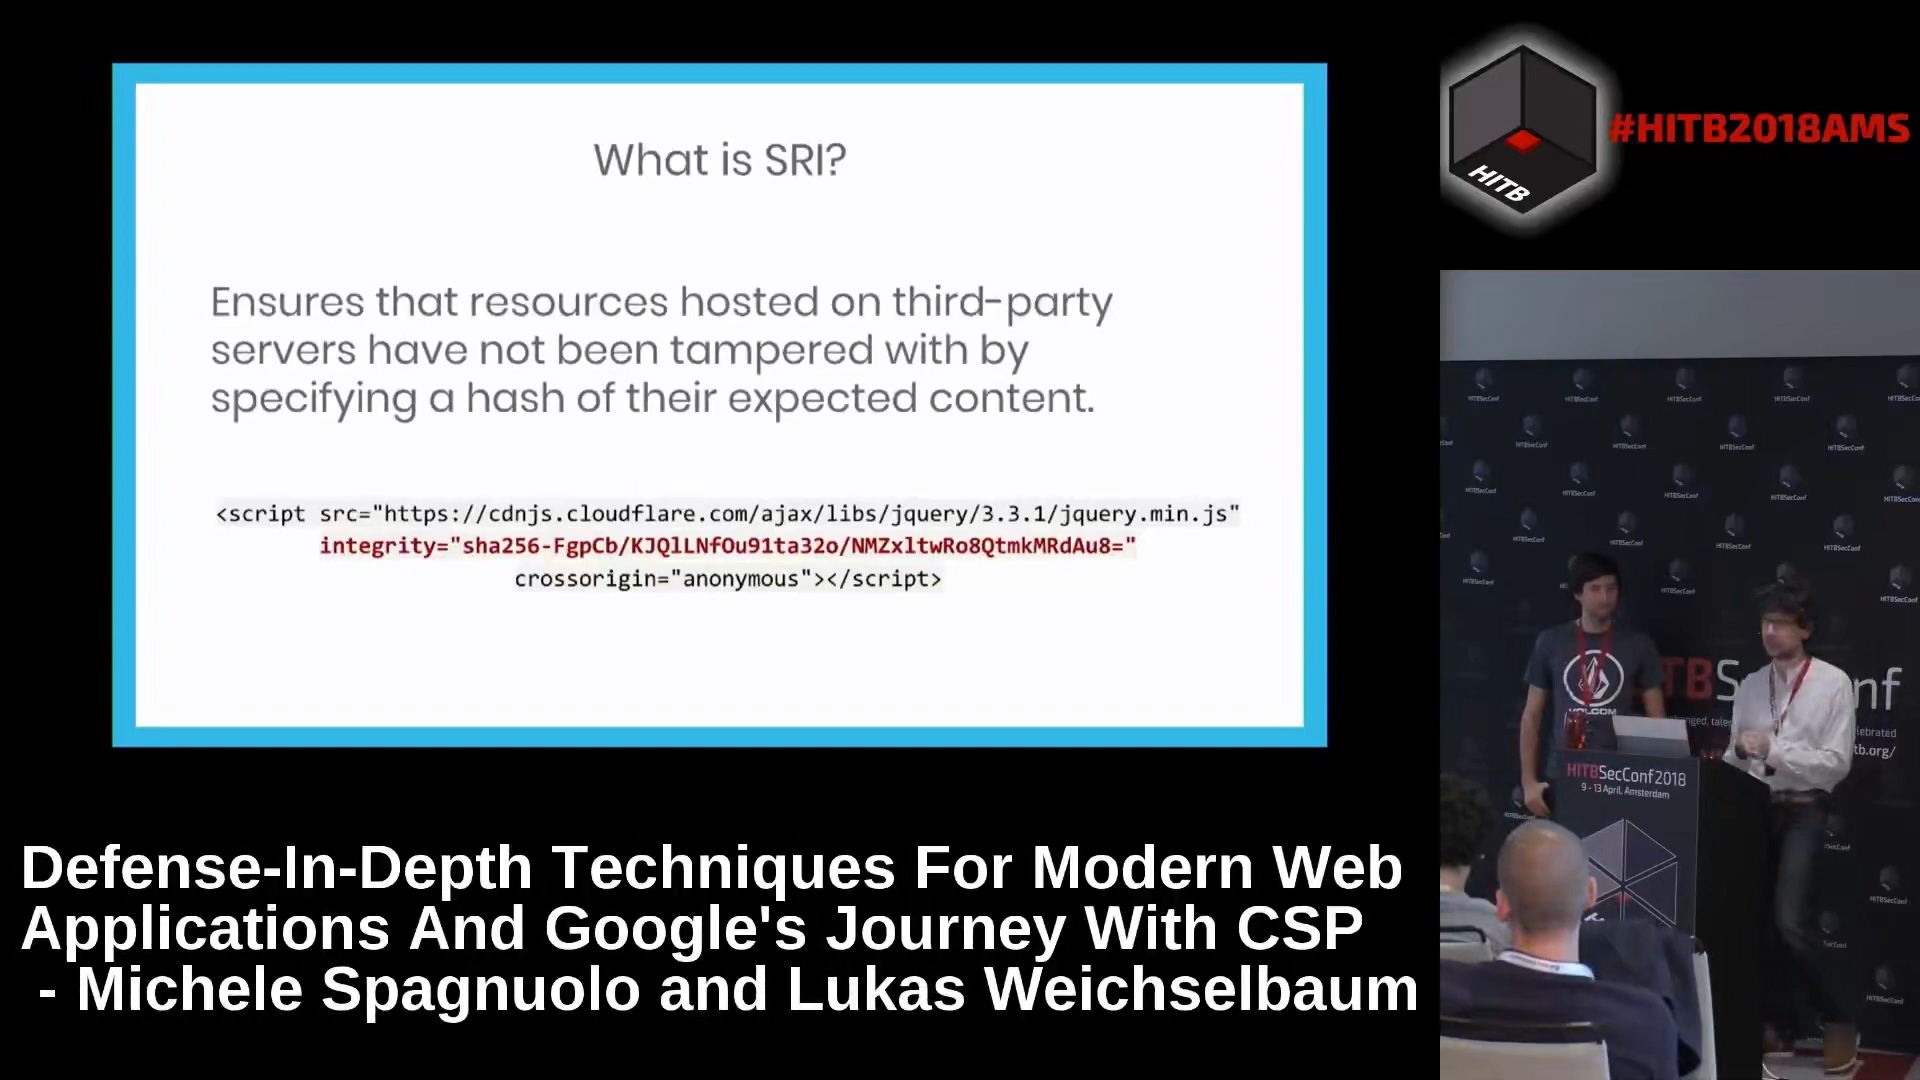 What is SRI?
Ensures that resources hosted on third-party
servers have not been tampered with by
specifying a hash of their expected content.
<script src="https://cdnjs.cloudflare.com/ajax/libs/jquery/3.3.1/jquery.min.js"
integrity="sha256-FgpCb/KJQlLNfOu91ta32o/NMZxltwRo8QtmkMRdAu8="
crossorigin="anonymous"></script>
HITB
#HITB2018AMS
VOLCOM
HITBSecConf2018
9 - 13 April, Amsterdam
Defense-In-Depth Techniques For Modern Web
Applications And Google's Journey With CSP
- Michele Spagnuolo and Lukas Weichselbaum